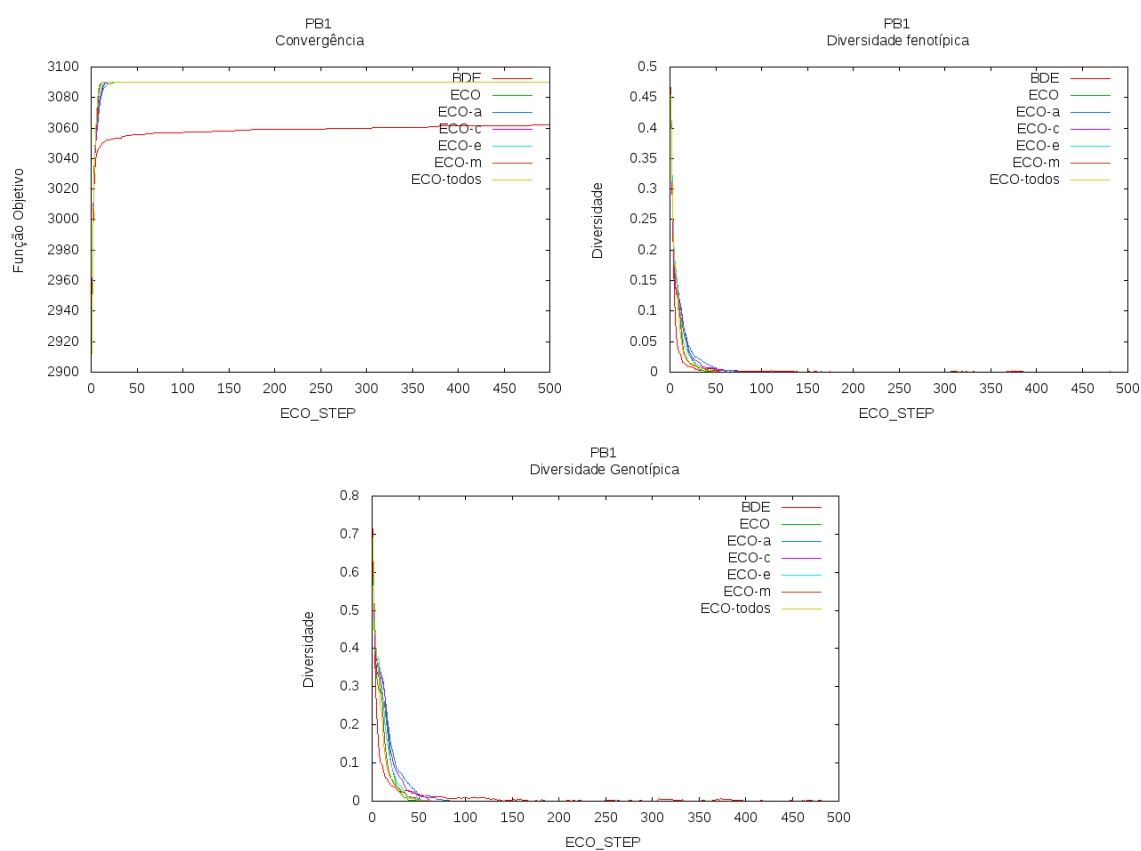 PB1
Convergência
3100
3080
3060
3040
3020
3000
2980
2960
2940
2920
2900
0 50 100 150 200 250 300 350 400 450 500
Função Objetivo
ECO_STEP
BDE
ECO
ECO-a
ECO-c
ECO-e
ECO-m
ECO-todos
PB1
Diversidade fenotípica
0.5
0.45
0.4
0.35
0.3
0.25
0.2
0.15
0.1
0.05
0
0 50 100 150 200 250 300 350 400 450 500
Diversidade
ECO_STEP
BDE
ECO
ECO-a
ECO-c
ECO-e
ECO-m
ECO-todos
PB1
Diversidade Genotípica
0.8
0.7
0.6
0.5
0.4
0.3
0.2
0.1
0
0 50 100 150 200 250 300 350 400 450 500
Diversidade
ECO_STEP
BDE
ECO
ECO-a
ECO-c
ECO-e
ECO-m
ECO-todos